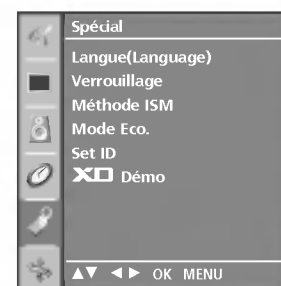 Spécial
Langue(Language)
Verrouillage
Méthode ISM
Mode Eco.
Set ID
XD Démo
▲▼ ◄► OK MENU